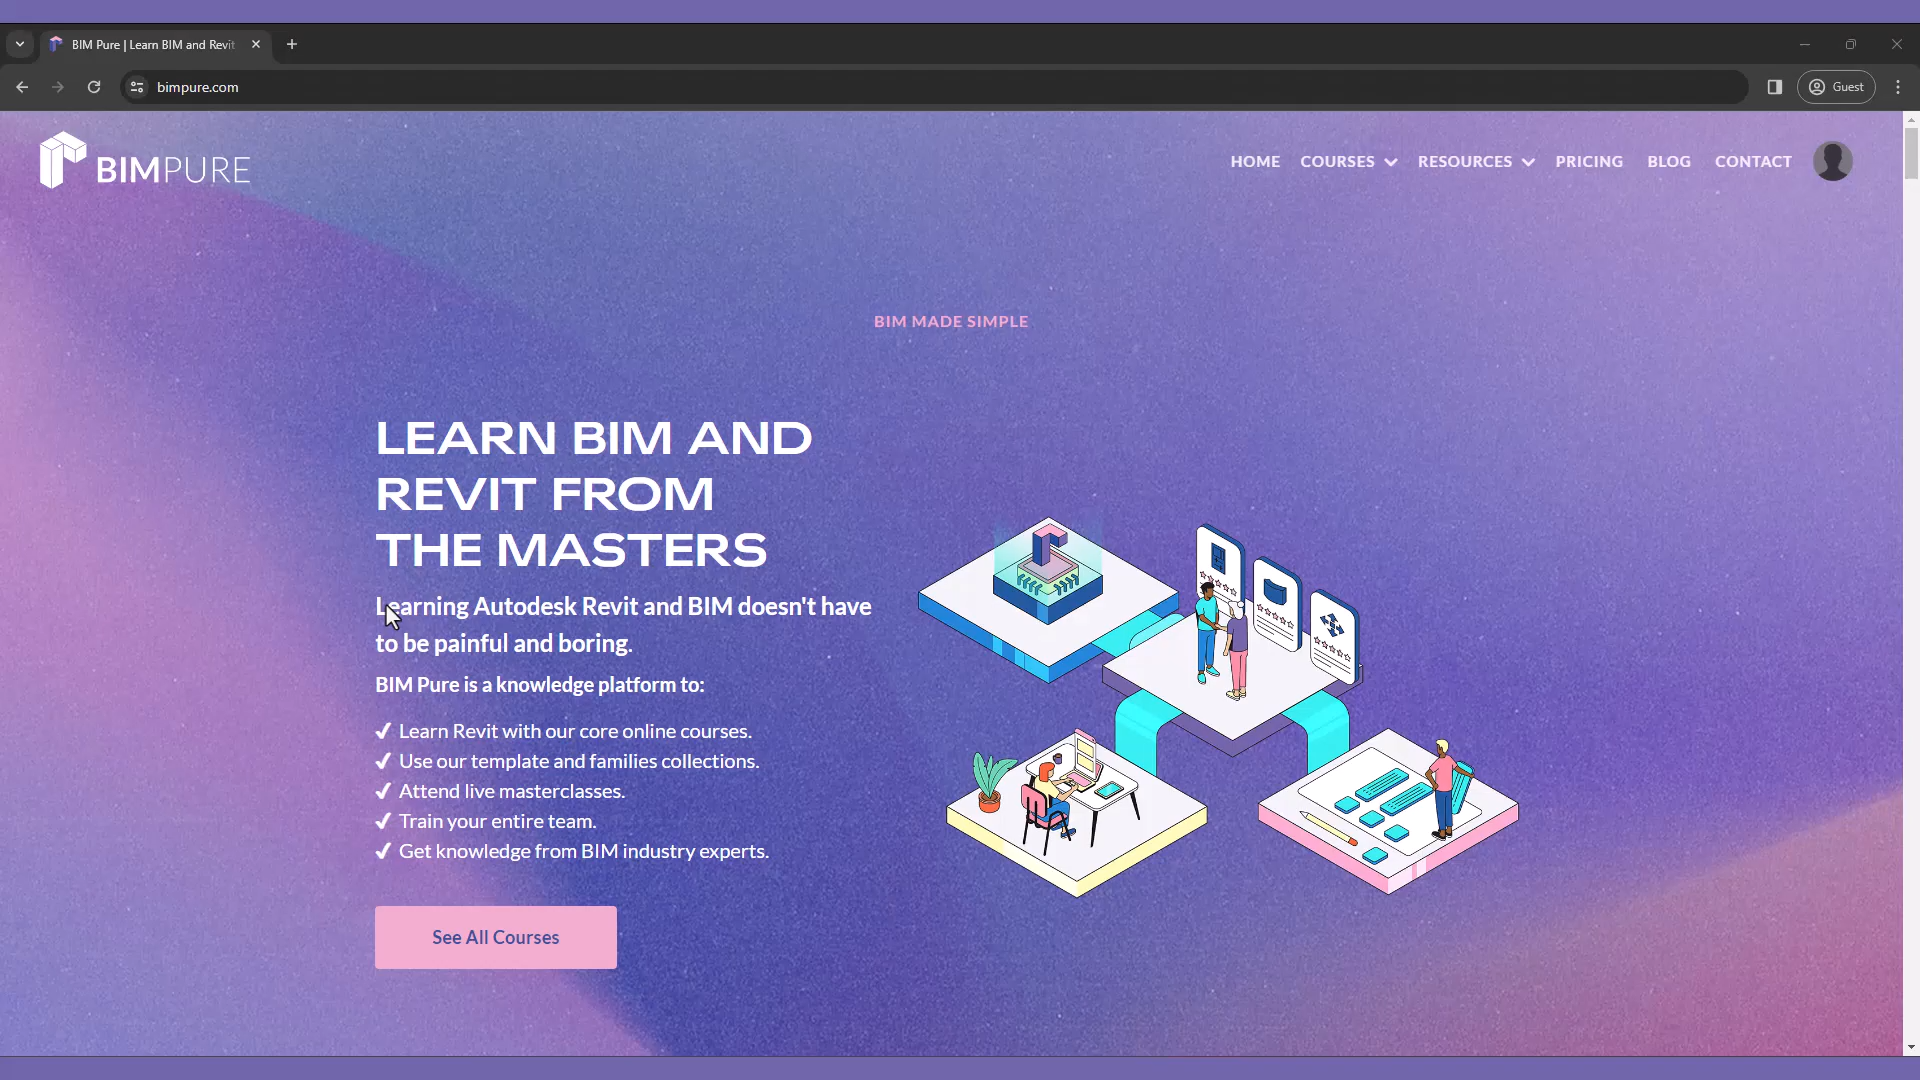 BIM Pure | Learn BIM and Revit
bimpure.com
Guest
BIMPURE
HOME
COURSES
RESOURCES
PRICING
BLOG
CONTACT
BIM MADE SIMPLE
LEARN BIM AND
REVIT FROM
THE MASTERS
Learning Autodesk Revit and BIM doesn't have
to be painful and boring.
BIM Pure is a knowledge platform to:
✔ Learn Revit with our core online courses.
✔ Use our template and families collections.
✔ Attend live masterclasses.
✔ Train your entire team.
✔ Get knowledge from BIM industry experts.
See All Courses